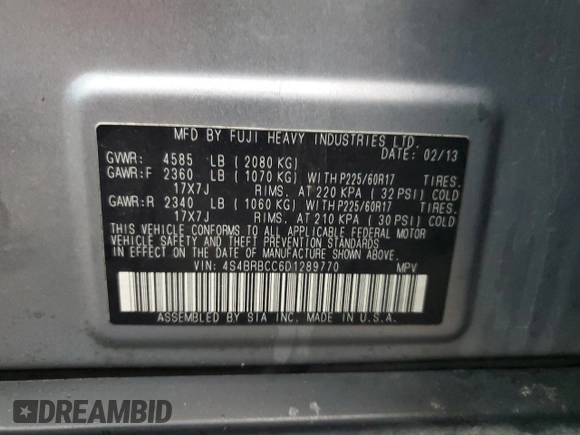 MFD BY FUJI HEAVY INDUSTRIES LTD.
DATE: 02/13
GVWR: 4585 LB ( 2080 KG)
GAWR:F 2360 LB ( 1070 KG) WITH P225/60R17 TIRES.
17X7J RIMS. AT 220 KPA ( 32 PSI) COLD
GAWR:R 2340 LB ( 1060 KG) WITH P225/60R17 TIRES.
17X7J RIMS. AT 210 KPA ( 30 PSI) COLD
THIS VEHICLE CONFORMS TO ALL APPLICABLE FEDERAL MOTOR
VEHICLE SAFETY AND THEFT PREVENTION STANDARDS
IN EFFECT ON THE DATE OF MANUFACTURE SHOWN ABOVE.
VIN: 4S4BRBCC6D1289770 MPV
ASSEMBLED BY SIA INC. MADE IN U.S.A.
DREAMBID